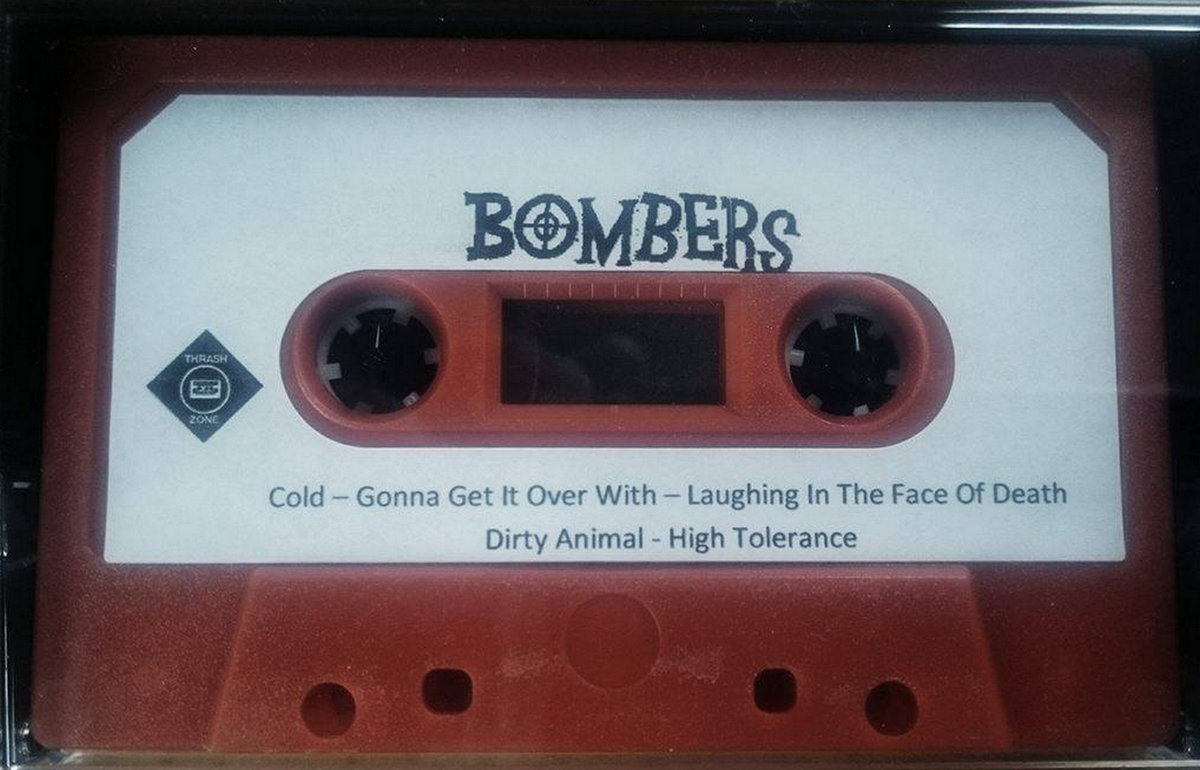 BOMBERS
THRASH
ZONE
Cold – Gonna Get It Over With – Laughing In The Face Of Death
Dirty Animal - High Tolerance